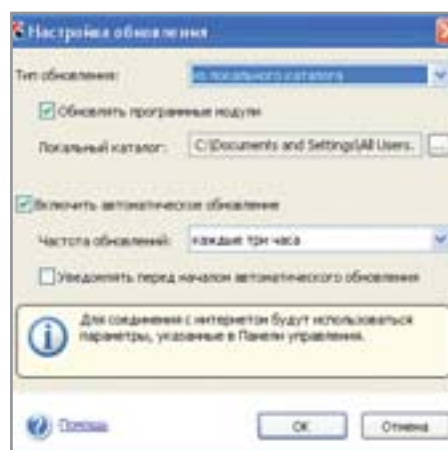 Настройка обновления
Тип обновления: из локального каталога
Обновлять программные модули
Локальный каталог: C:\Documents and Settings\All Users. ...
Включить автоматическое обновление
Частота обновлений: каждые три часа
Уведомлять перед началом автоматического обновления
Для соединения с интернетом будут использоваться
параметры, указанные в Панели управления.
Помощь OK Отмена